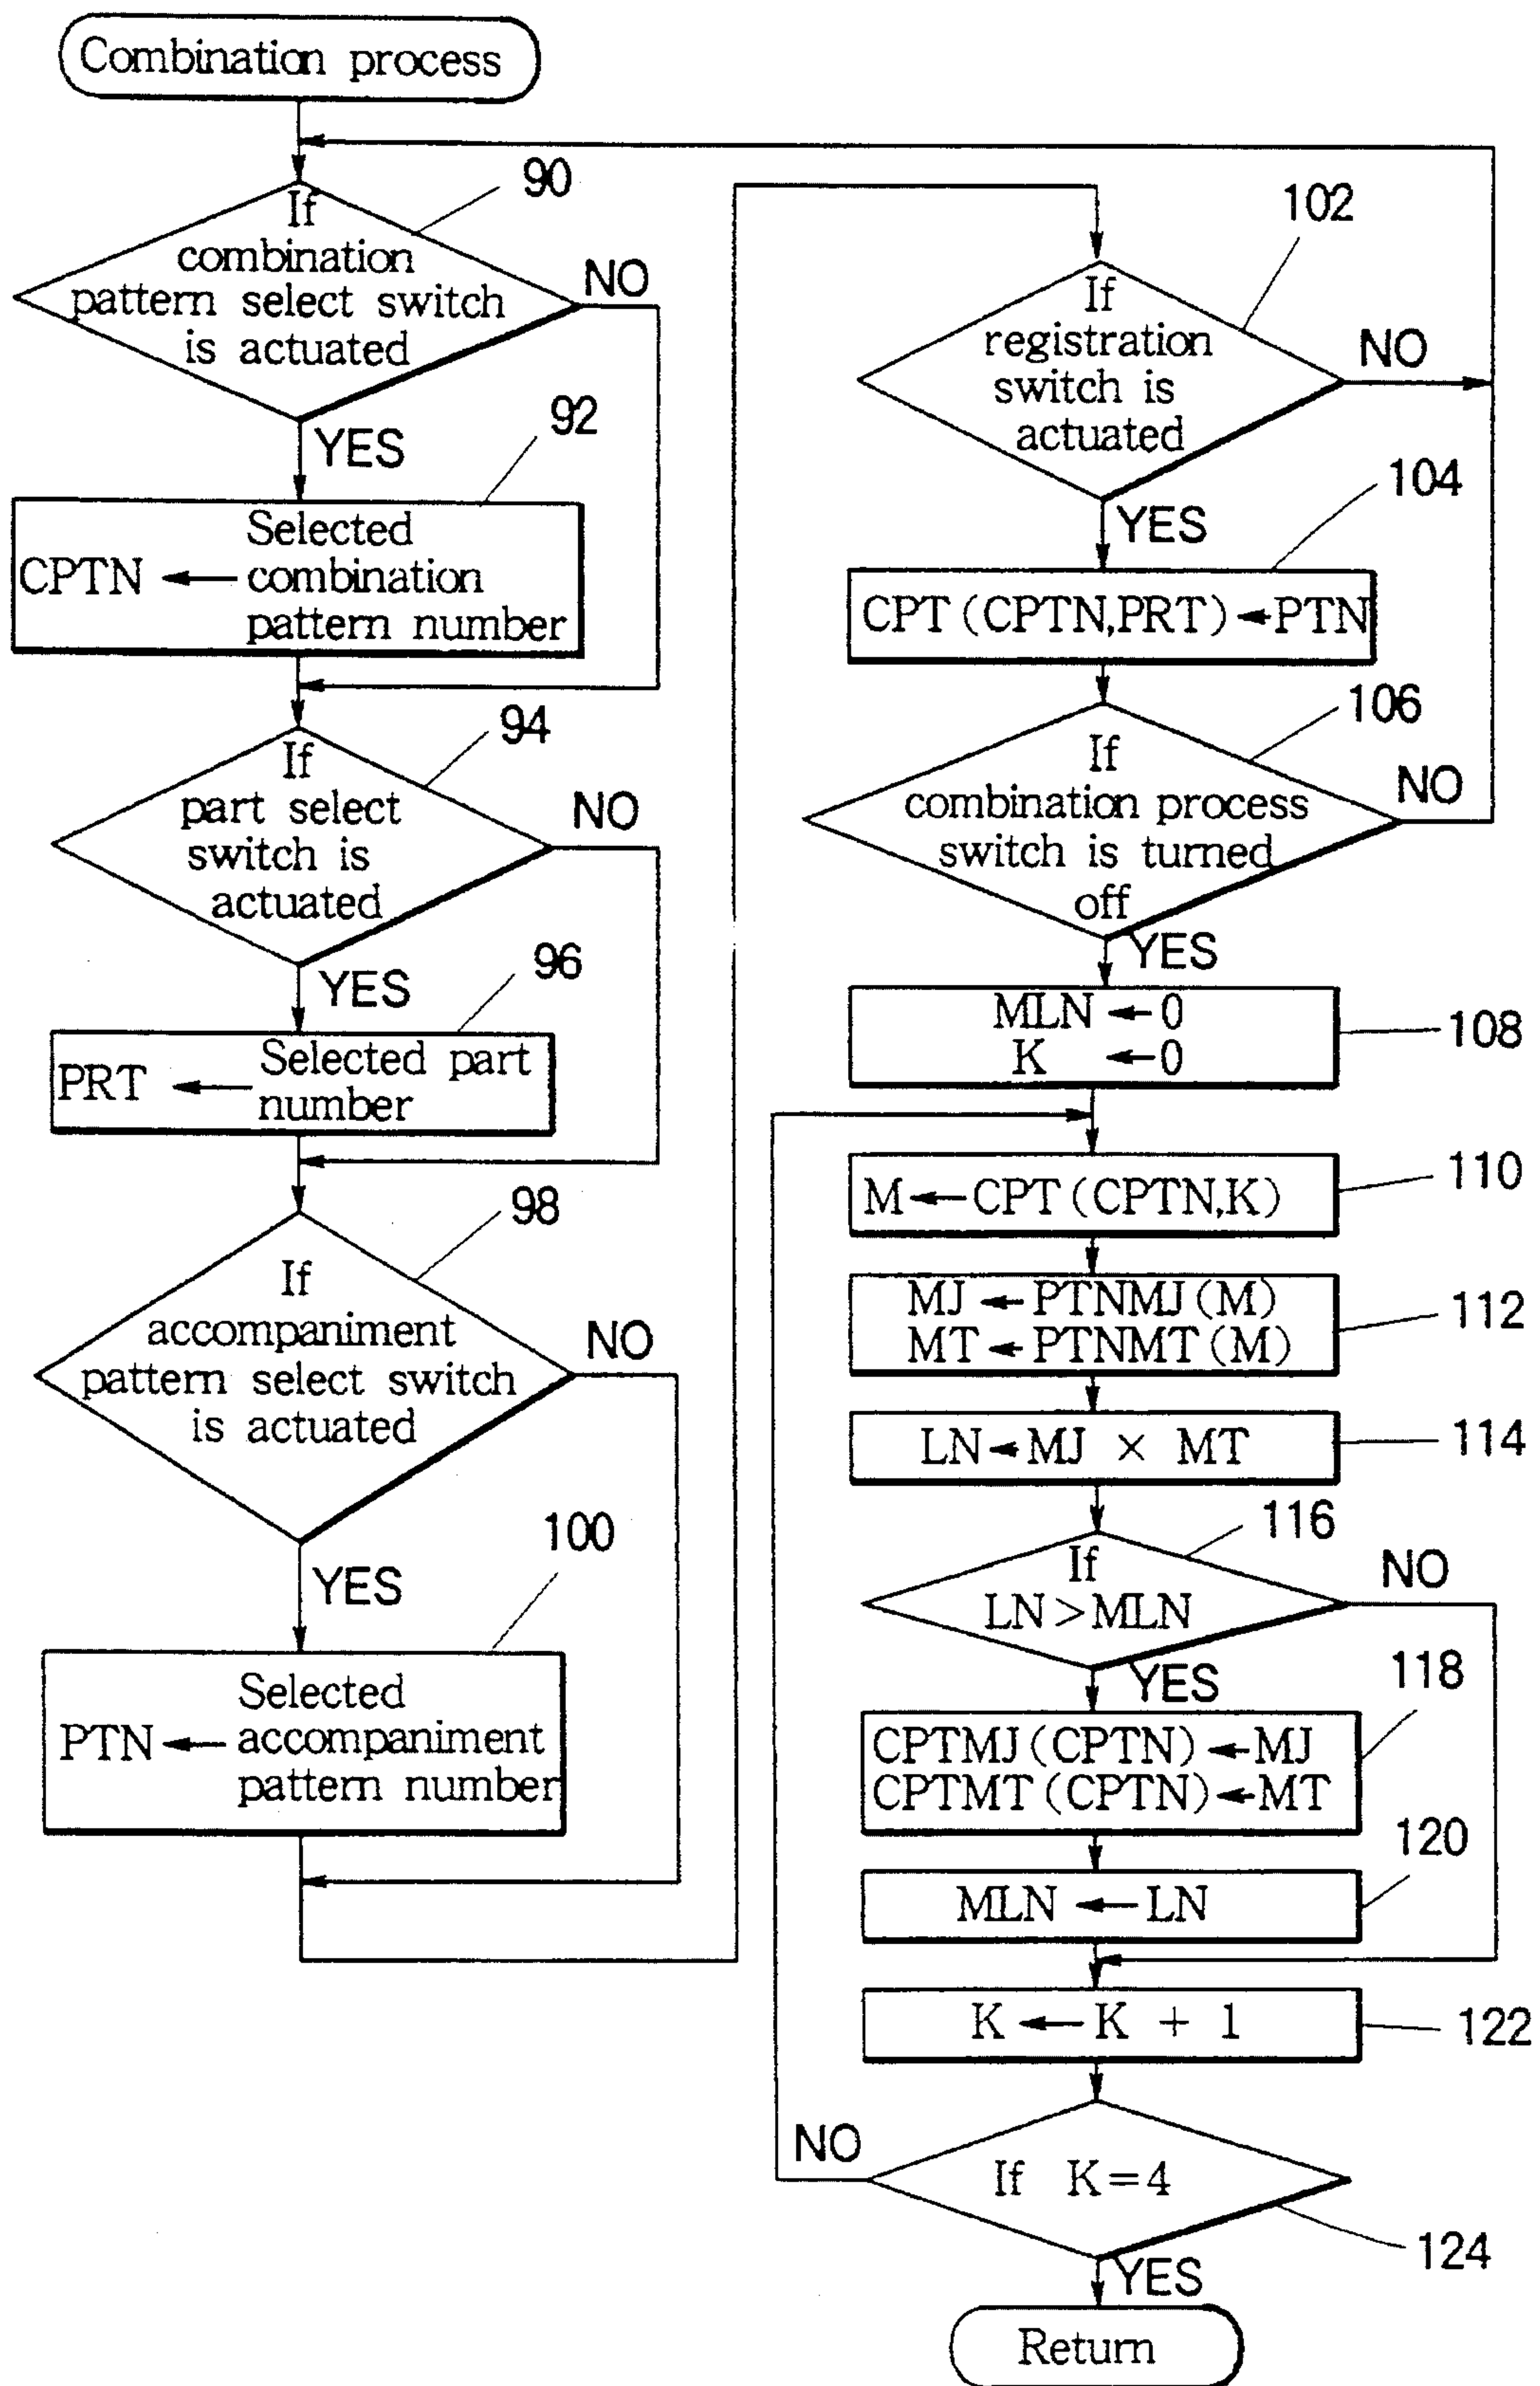 Combination process
90
If
combination
pattern select switch
is actuated
NO
YES
92
CPTN ← Selected
combination
pattern number
94
If
part select
switch is
actuated
NO
YES
96
PRT ← Selected part
number
98
If
accompaniment
pattern select switch
is actuated
NO
YES
100
PTN ← Selected
accompaniment
pattern number
102
If
registration
switch is
actuated
NO
YES
104
CPT (CPTN,PRT) ← PTN
106
If
combination process
switch is turned
off
NO
YES
MLN ← 0
K ← 0
108
M ← CPT (CPTN,K)
110
MJ ← PTNMJ (M)
MT ← PTNMT (M)
112
LN ← MJ × MT
114
116
If
LN > MLN
NO
YES
118
CPTMJ (CPTN) ← MJ
CPTMT (CPTN) ← MT
120
MLN ← LN
K ← K + 1
122
NO
If K = 4
124
YES
Return